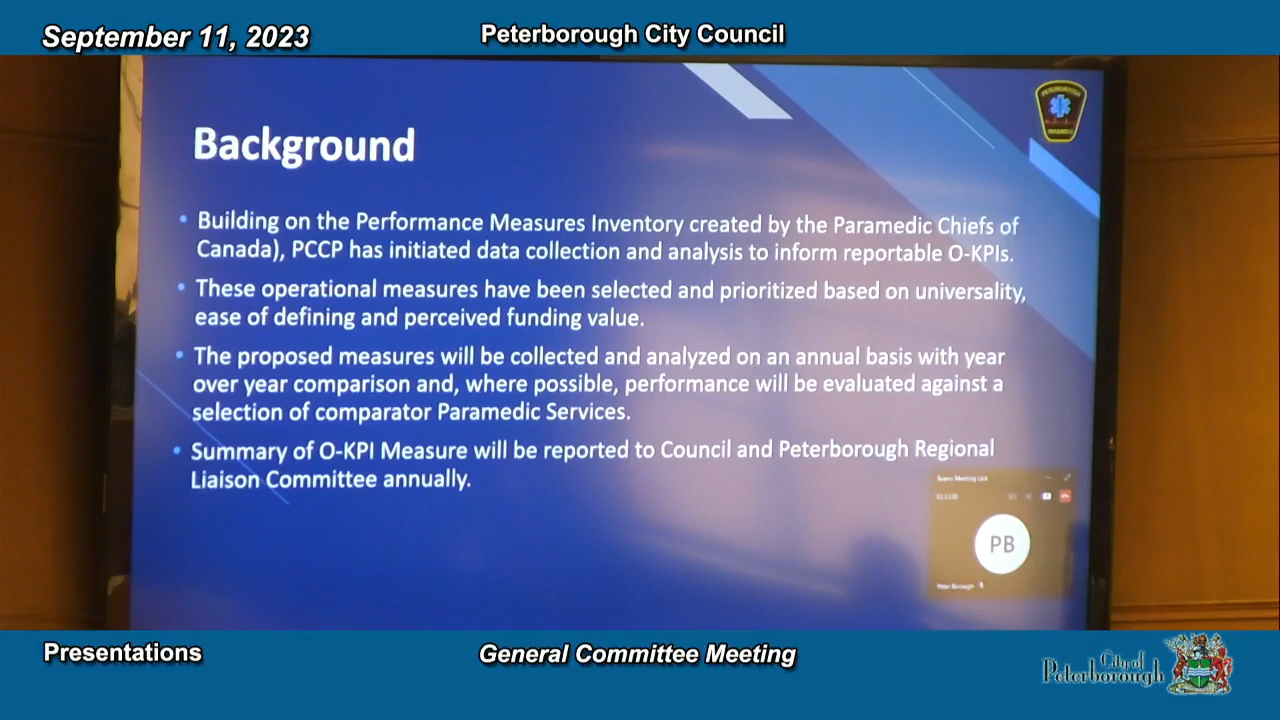 September 11, 2023
Peterborough City Council
Background
• Building on the Performance Measures Inventory created by the Paramedic Chiefs of
Canada), PCCP has initiated data collection and analysis to inform reportable O-KPIs.
• These operational measures have been selected and prioritized based on universality,
ease of defining and perceived funding value.
• The proposed measures will be collected and analyzed on an annual basis with year
over year comparison and, where possible, performance will be evaluated against a
selection of comparator Paramedic Services.
• Summary of O-KPI Measure will be reported to Council and Peterborough Regional
Liaison Committee annually.
PB
Peter Borough
Presentations
General Committee Meeting
City of
Peterborough